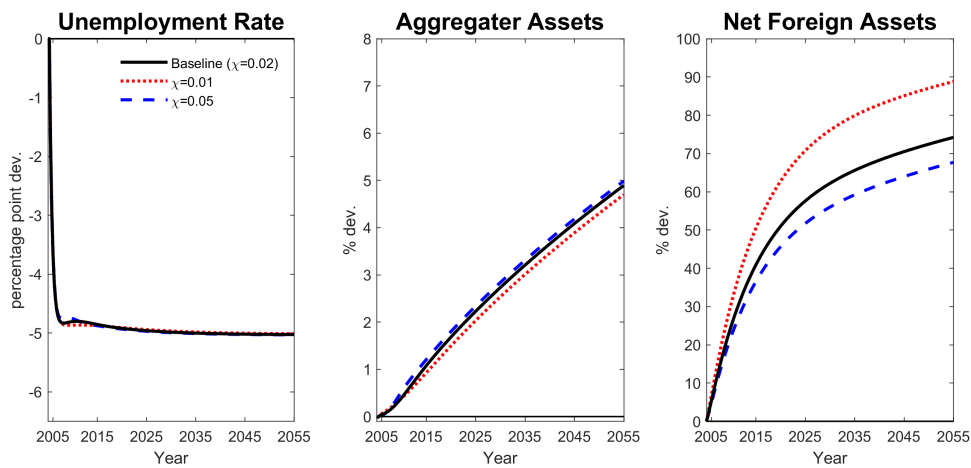 Unemployment Rate
percentage point dev.
0
-1
-2
-3
-4
-5
-6
Baseline (χ=0.02)
χ=0.01
χ=0.05
2005 2015 2025 2035 2045 2055
Year
Aggregater Assets
% dev.
8
7
6
5
4
3
2
1
0
2005 2015 2025 2035 2045 2055
Year
Net Foreign Assets
% dev.
100
90
80
70
60
50
40
30
20
10
0
2005 2015 2025 2035 2045 2055
Year